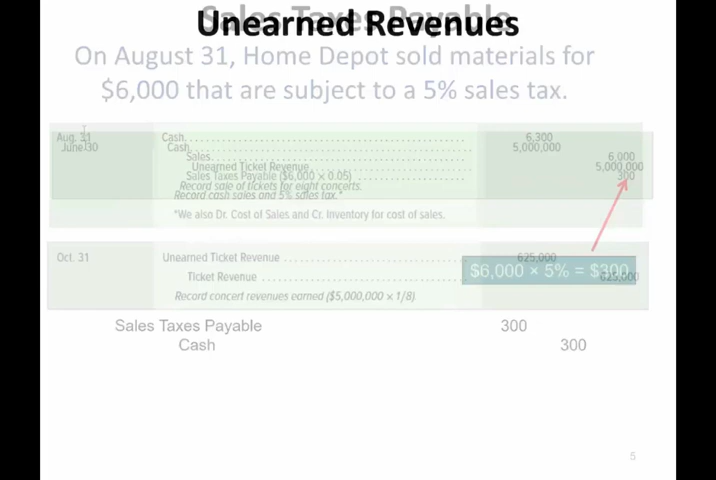 Sales Taxes Payable
Unearned Revenues
On August 31, Home Depot sold materials for
$6,000 that are subject to a 5% sales tax.
Aug. 31 Cash 6,300
June 30 Cash 5,000,000
Sales 6,000
Unearned Ticket Revenue 5,000,000
Sales Taxes Payable ($6,000 × 0.05) 300
Record sale of tickets for eight concerts.
Record cash sales and 5% sales tax.*
*We also Dr. Cost of Sales and Cr. Inventory for cost of sales.
Oct. 31 Unearned Ticket Revenue 625,000
$6,000 × 5% = $300
Ticket Revenue 625,000
Record concert revenues earned ($5,000,000 × 1/8)
Sales Taxes Payable 300
Cash 300
5